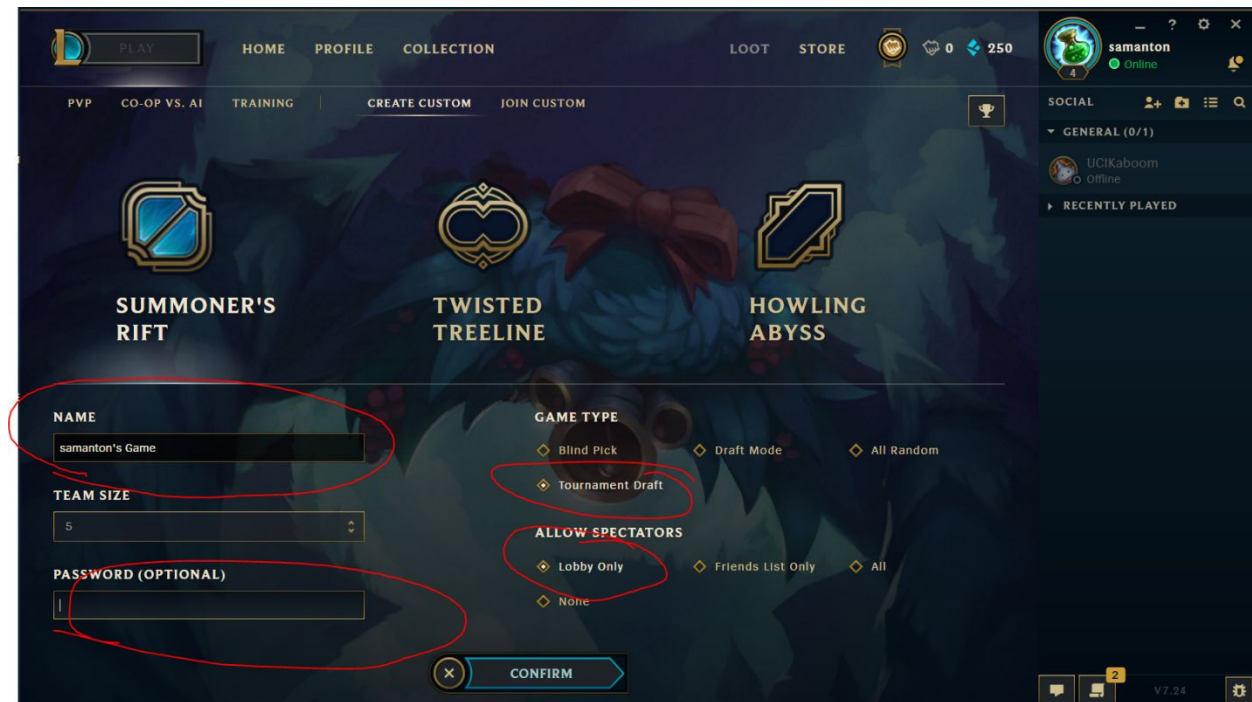 PLAY
HOME PROFILE COLLECTION
LOOT STORE
0 250
samanton
4 Online
PVP CO-OP VS. AI TRAINING CREATE CUSTOM JOIN CUSTOM
SOCIAL
GENERAL (0/1)
UCIKaboom
Offline
RECENTLY PLAYED
SUMMONER'S
RIFT
TWISTED
TREELINE
HOWLING
ABYSS
NAME
samanton's Game
TEAM SIZE
5
PASSWORD (OPTIONAL)
GAME TYPE
Blind Pick Draft Mode All Random
Tournament Draft
ALLOW SPECTATORS
Lobby Only Friends List Only All
None
CONFIRM
2
V7.24